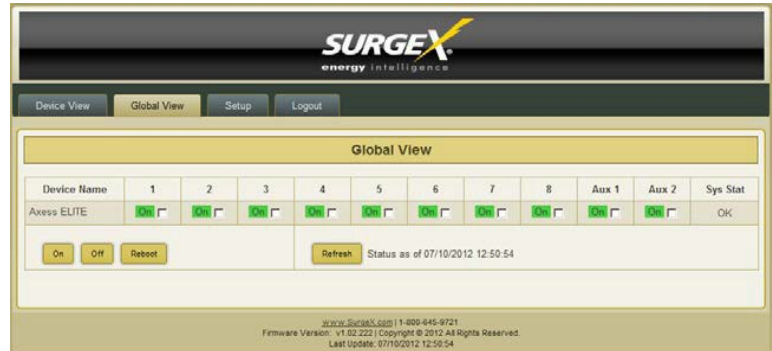 SURGEX.
energy intelligence
Device View Global View Setup Logout
Global View
Device Name 1 2 3 4 5 6 7 8 Aux 1 Aux 2 Sys Stat
Axess ELITE On On On On On On On On On On OK
On Off Reboot Refresh Status as of 07/10/2012 12:50:54
www.SurgeX.com | 1-800-645-9721
Firmware Version: v1.02.222 | Copyright © 2012 All Rights Reserved.
Last Update: 07/10/2012 12:50:54